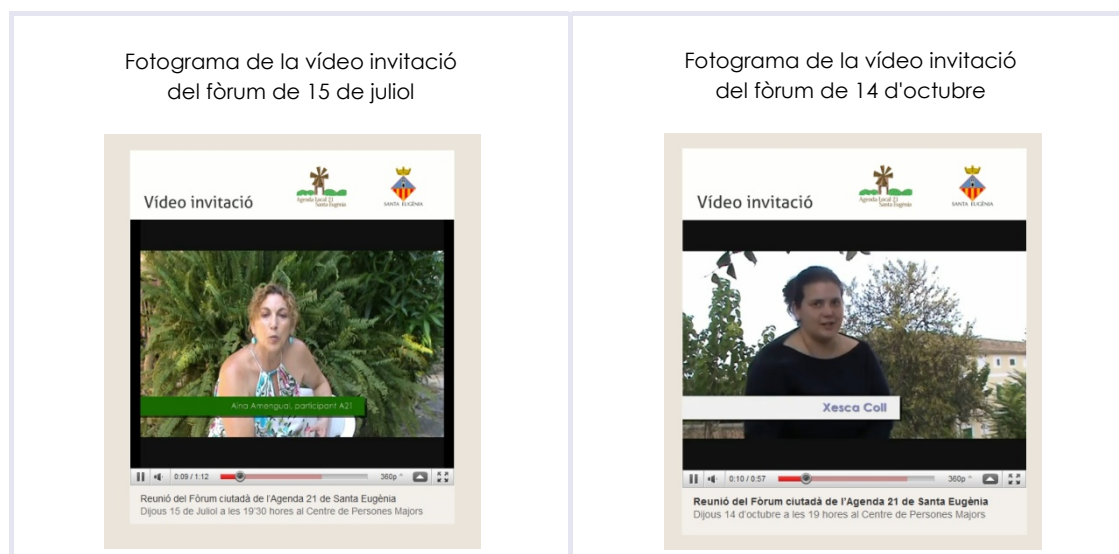 Fotograma de la vídeo invitació
del fòrum de 15 de juliol
Vídeo invitació
Agenda Local 21
Santa Eugènia
SANTA EUGÈNIA
Aina Amengual, participant A21
0:09 / 1:12
360p
Reunió del Fòrum ciutadà de l'Agenda 21 de Santa Eugènia
Dijous 15 de Juliol a les 19'30 hores al Centre de Persones Majors
Fotograma de la vídeo invitació
del fòrum de 14 d'octubre
Vídeo invitació
Agenda Local 21
Santa Eugènia
SANTA EUGÈNIA
Xesca Coll
0:10 / 0:57
360p
Reunió del Fòrum ciutadà de l'Agenda 21 de Santa Eugènia
Dijous 14 d'octubre a les 19 hores al Centre de Persones Majors